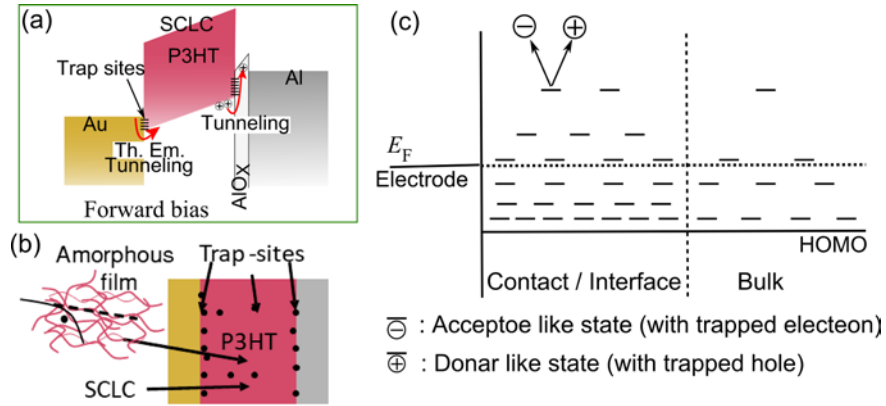 (a)
SCLC
P3HT
Trap sites
Al
Au
Tunneling
Th. Em.
Tunneling
AlOx
Forward bias
(b)
Amorphous
film
Trap -sites
P3HT
SCLC
(c)
⊖ ⊕
E_F
Electrode
HOMO
Contact / Interface
Bulk
⊖ : Acceptoe like state (with trapped electeon)
⊕ : Donar like state (with trapped hole)